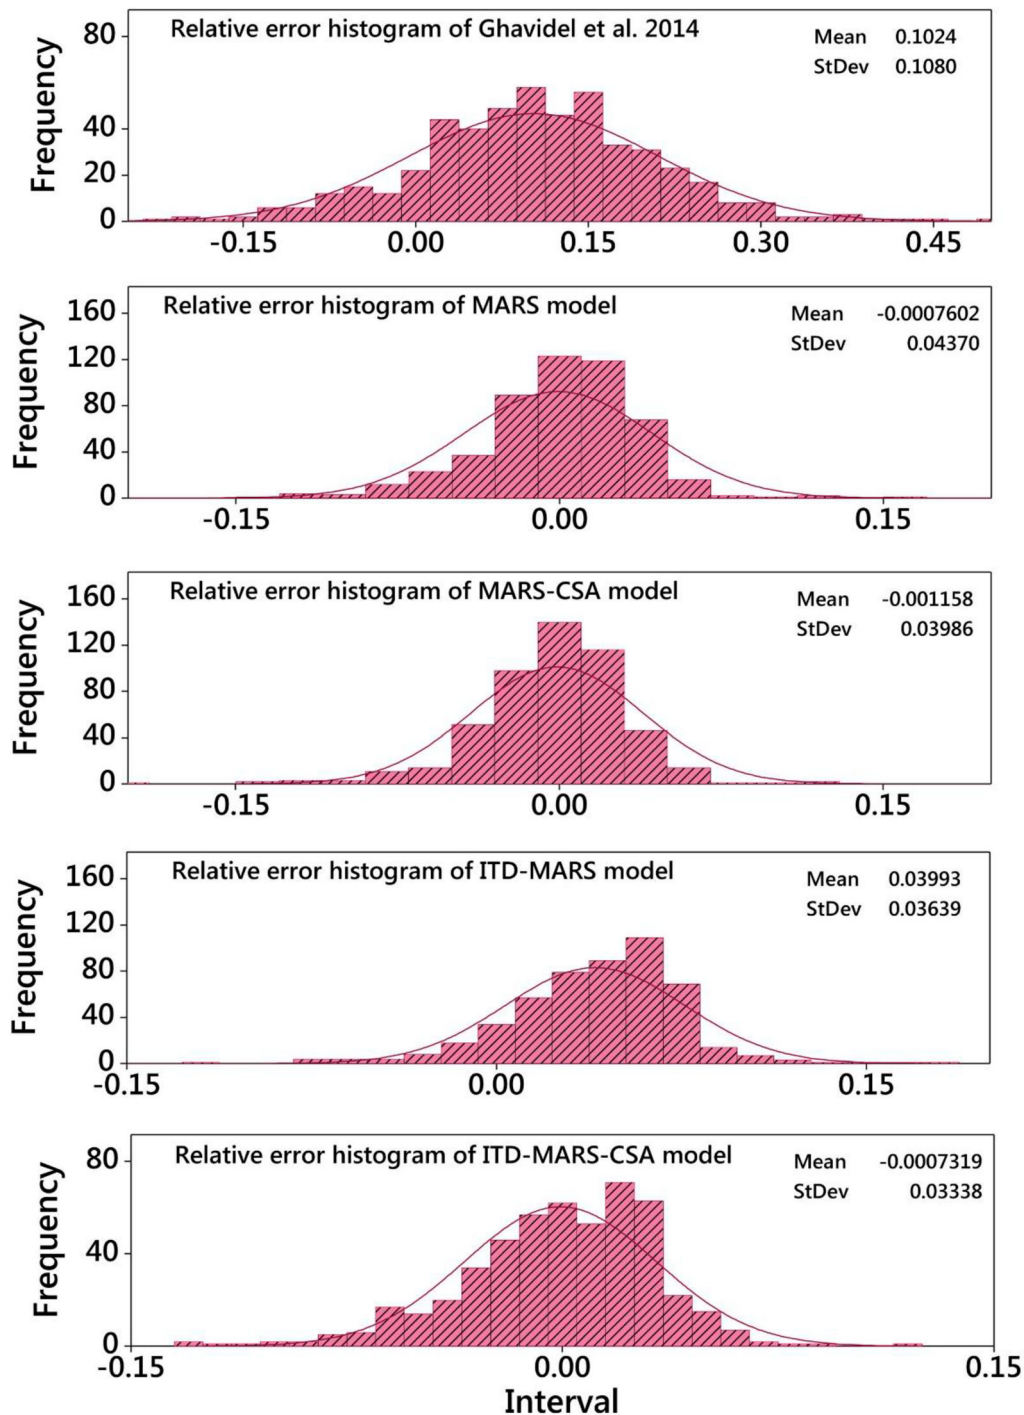 Relative error histogram of Ghavidel et al. 2014
Mean 0.1024
StDev 0.1080
Frequency
80
40
20
0
-0.15 0.00 0.15 0.30 0.45
Relative error histogram of MARS model
Mean -0.0007602
StDev 0.04370
Frequency
160
120
80
40
0
-0.15 0.00 0.15
Relative error histogram of MARS-CSA model
Mean -0.001158
StDev 0.03986
Frequency
160
120
80
40
0
-0.15 0.00 0.15
Relative error histogram of ITD-MARS model
Mean 0.03993
StDev 0.03639
Frequency
160
120
80
40
0
-0.15 0.00 0.15
Relative error histogram of ITD-MARS-CSA model
Mean -0.0007319
StDev 0.03338
Frequency
80
40
0
-0.15 0.00 0.15
Interval